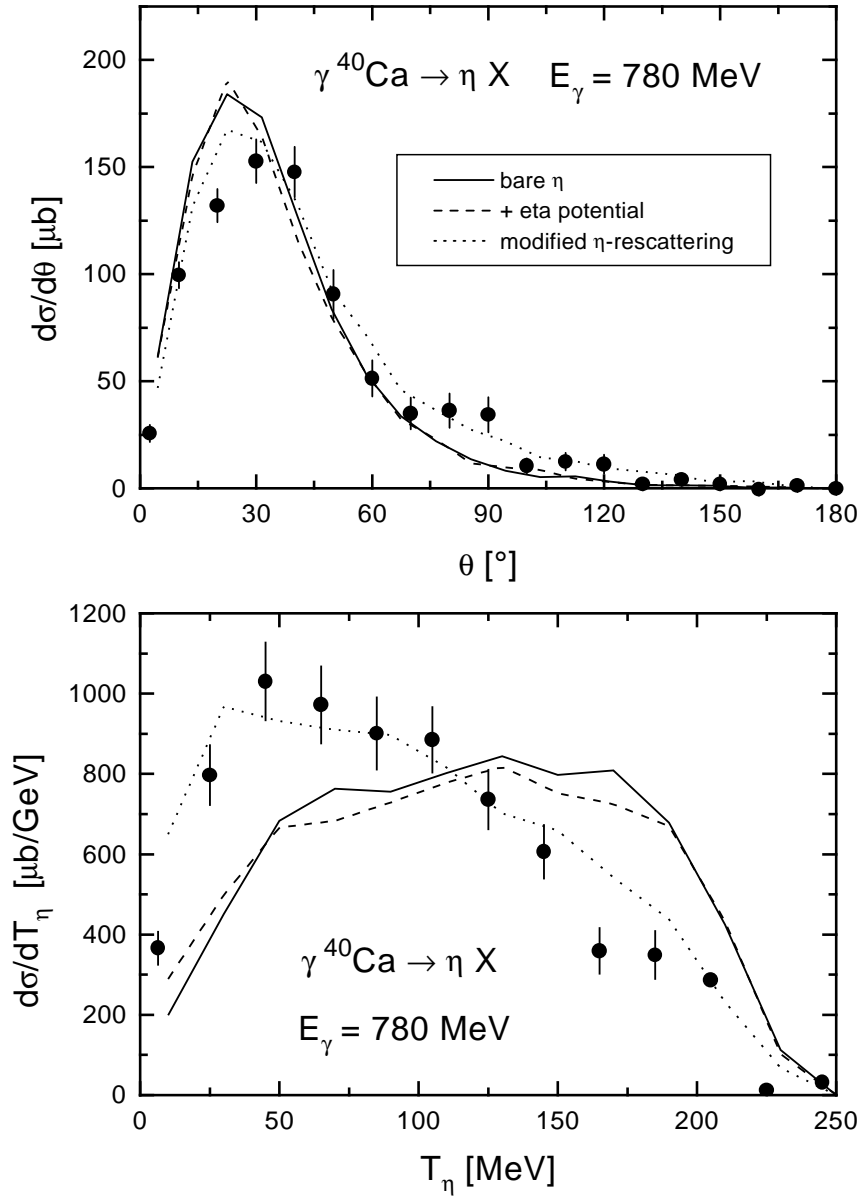 200
150
100
50
0
dσ/dθ [μb]
γ ⁴⁰Ca → η X   E_γ = 780 MeV
bare η
+ eta potential
modified η-rescattering
0 30 60 90 120 150 180
θ [°]
1200
1000
800
600
400
200
0
dσ/dT_η [μb/GeV]
γ ⁴⁰Ca → η X
E_γ = 780 MeV
0 50 100 150 200 250
T_η [MeV]